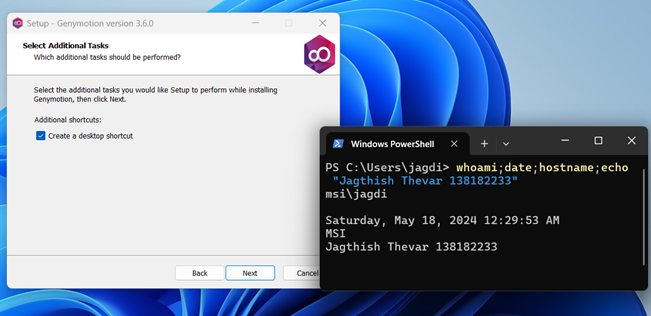 Setup - Genymotion version 3.6.0
Select Additional Tasks
Which additional tasks should be performed?
Select the additional tasks you would like Setup to perform while installing
Genymotion, then click Next.
Additional shortcuts:
Create a desktop shortcut
Back
Next
Cancel
Windows PowerShell
PS C:\Users\jagdi> whoami;date;hostname;echo
"Jagthish Thevar 138182233"
msi\jagdi
Saturday, May 18, 2024 12:29:53 AM
MSI
Jagthish Thevar 138182233